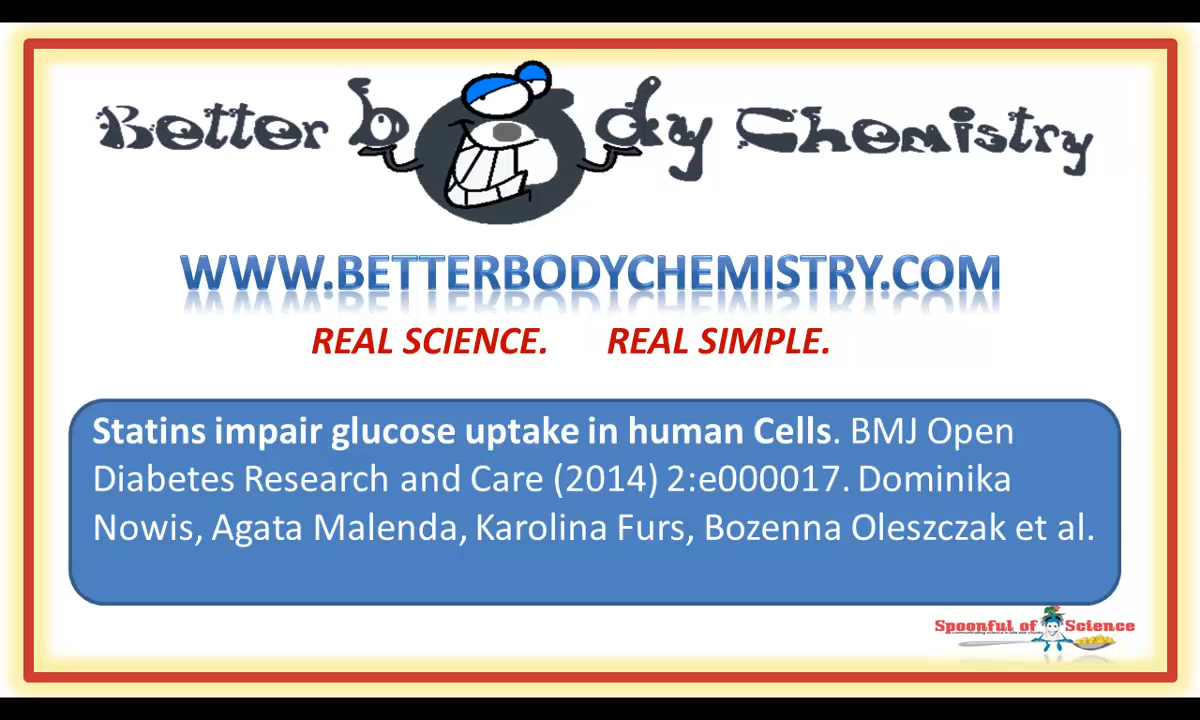 Better body Chemistry
WWW.BETTERBODYCHEMISTRY.COM
REAL SCIENCE. REAL SIMPLE.
Statins impair glucose uptake in human Cells. BMJ Open
Diabetes Research and Care (2014) 2:e000017. Dominika
Nowis, Agata Malenda, Karolina Furs, Bozenna Oleszczak et al.
Spoonful of Science